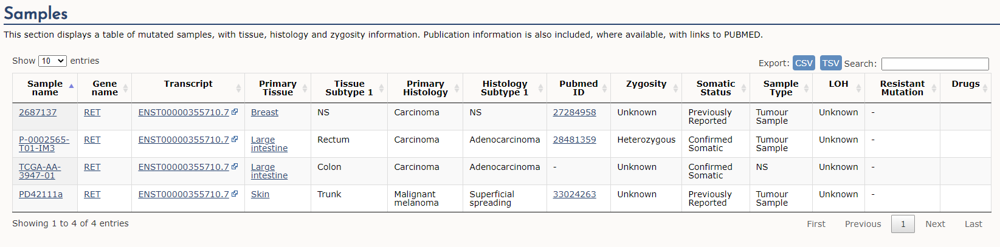 Samples
This section displays a table of mutated samples, with tissue, histology and zygosity information. Publication information is also included, where available, with links to PUBMED.
Show 10 entries
Export: CSV TSV Search:
Sample name Gene name Transcript Primary Tissue Tissue Subtype 1 Primary Histology Histology Subtype 1 Pubmed ID Zygosity Somatic Status Sample Type LOH Resistant Mutation Drugs
2687137 RET ENST00000355710.7 Breast NS Carcinoma NS 27284958 Unknown Previously Reported Tumour Sample Unknown -
P-0002565-T01-IM3 RET ENST00000355710.7 Large intestine Rectum Carcinoma Adenocarcinoma 28481359 Heterozygous Confirmed Somatic Tumour Sample Unknown -
TCGA-AA-3947-01 RET ENST00000355710.7 Large intestine Colon Carcinoma Adenocarcinoma - Unknown Confirmed Somatic NS Unknown -
PD42111a RET ENST00000355710.7 Skin Trunk Malignant melanoma Superficial spreading 33024263 Unknown Previously Reported Tumour Sample Unknown -
Showing 1 to 4 of 4 entries
First Previous 1 Next Last